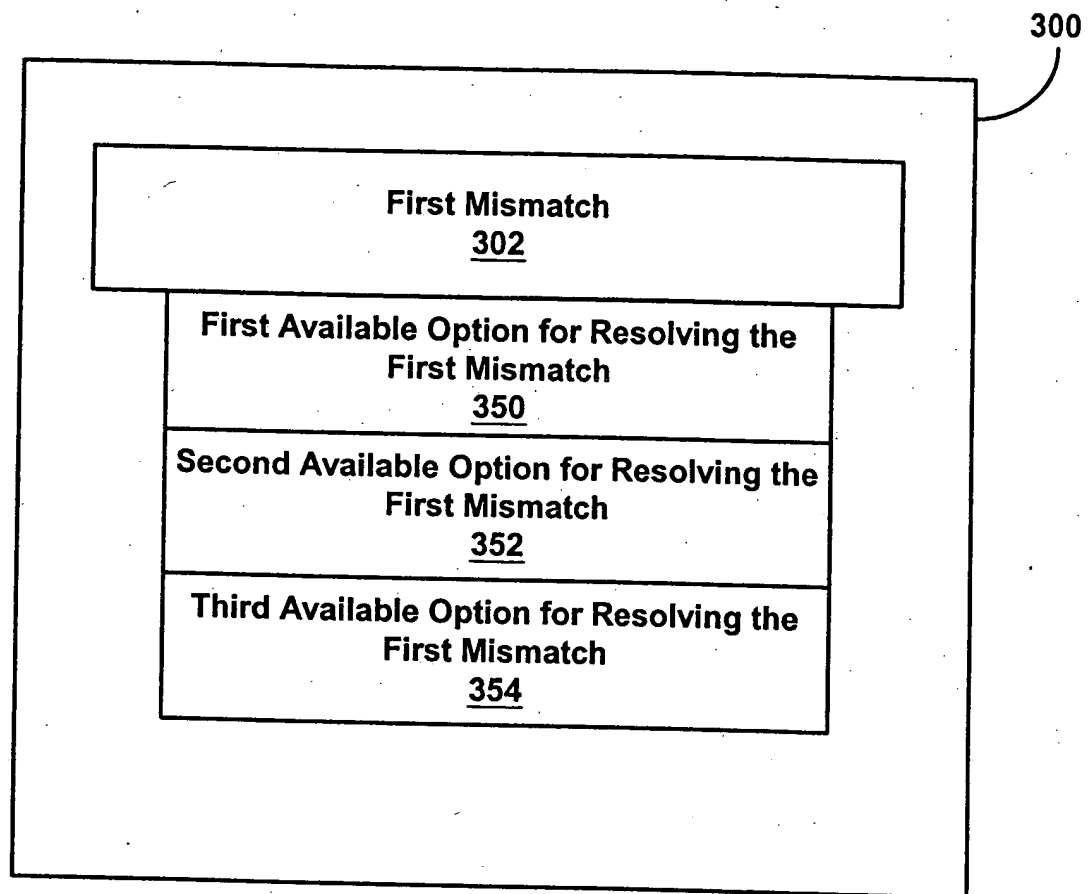 300
First Mismatch
302
First Available Option for Resolving the
First Mismatch
350
Second Available Option for Resolving the
First Mismatch
352
Third Available Option for Resolving the
First Mismatch
354